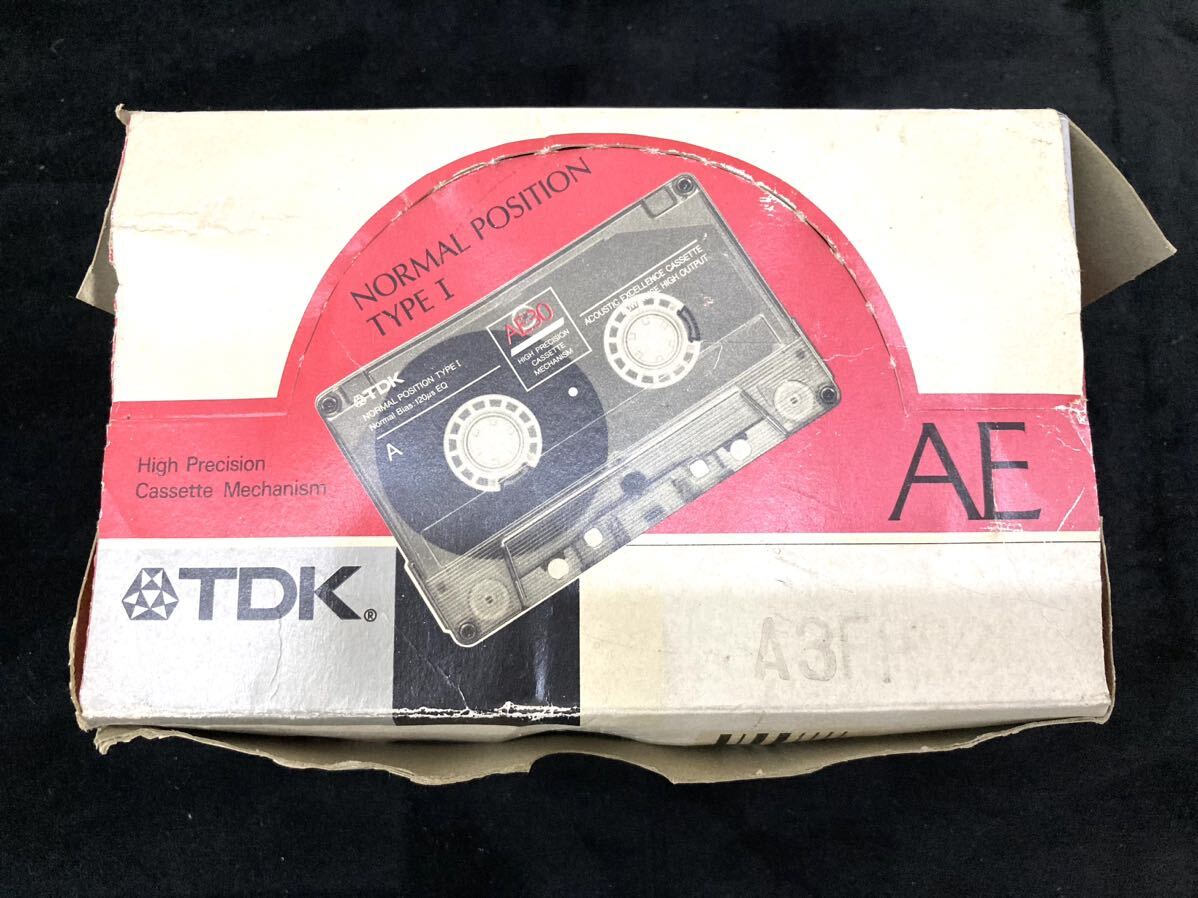 NORMAL POSITION
TYPE I
TDK
NORMAL POSITION TYPE I
Normal Bias·120μs EQ
A
HIGH PRECISION
CASSETTE
MECHANISM
ACOUSTIC EXCELLENCE CASSETTE
HIGH OUTPUT
High Precision
Cassette Mechanism
AE
TDK®